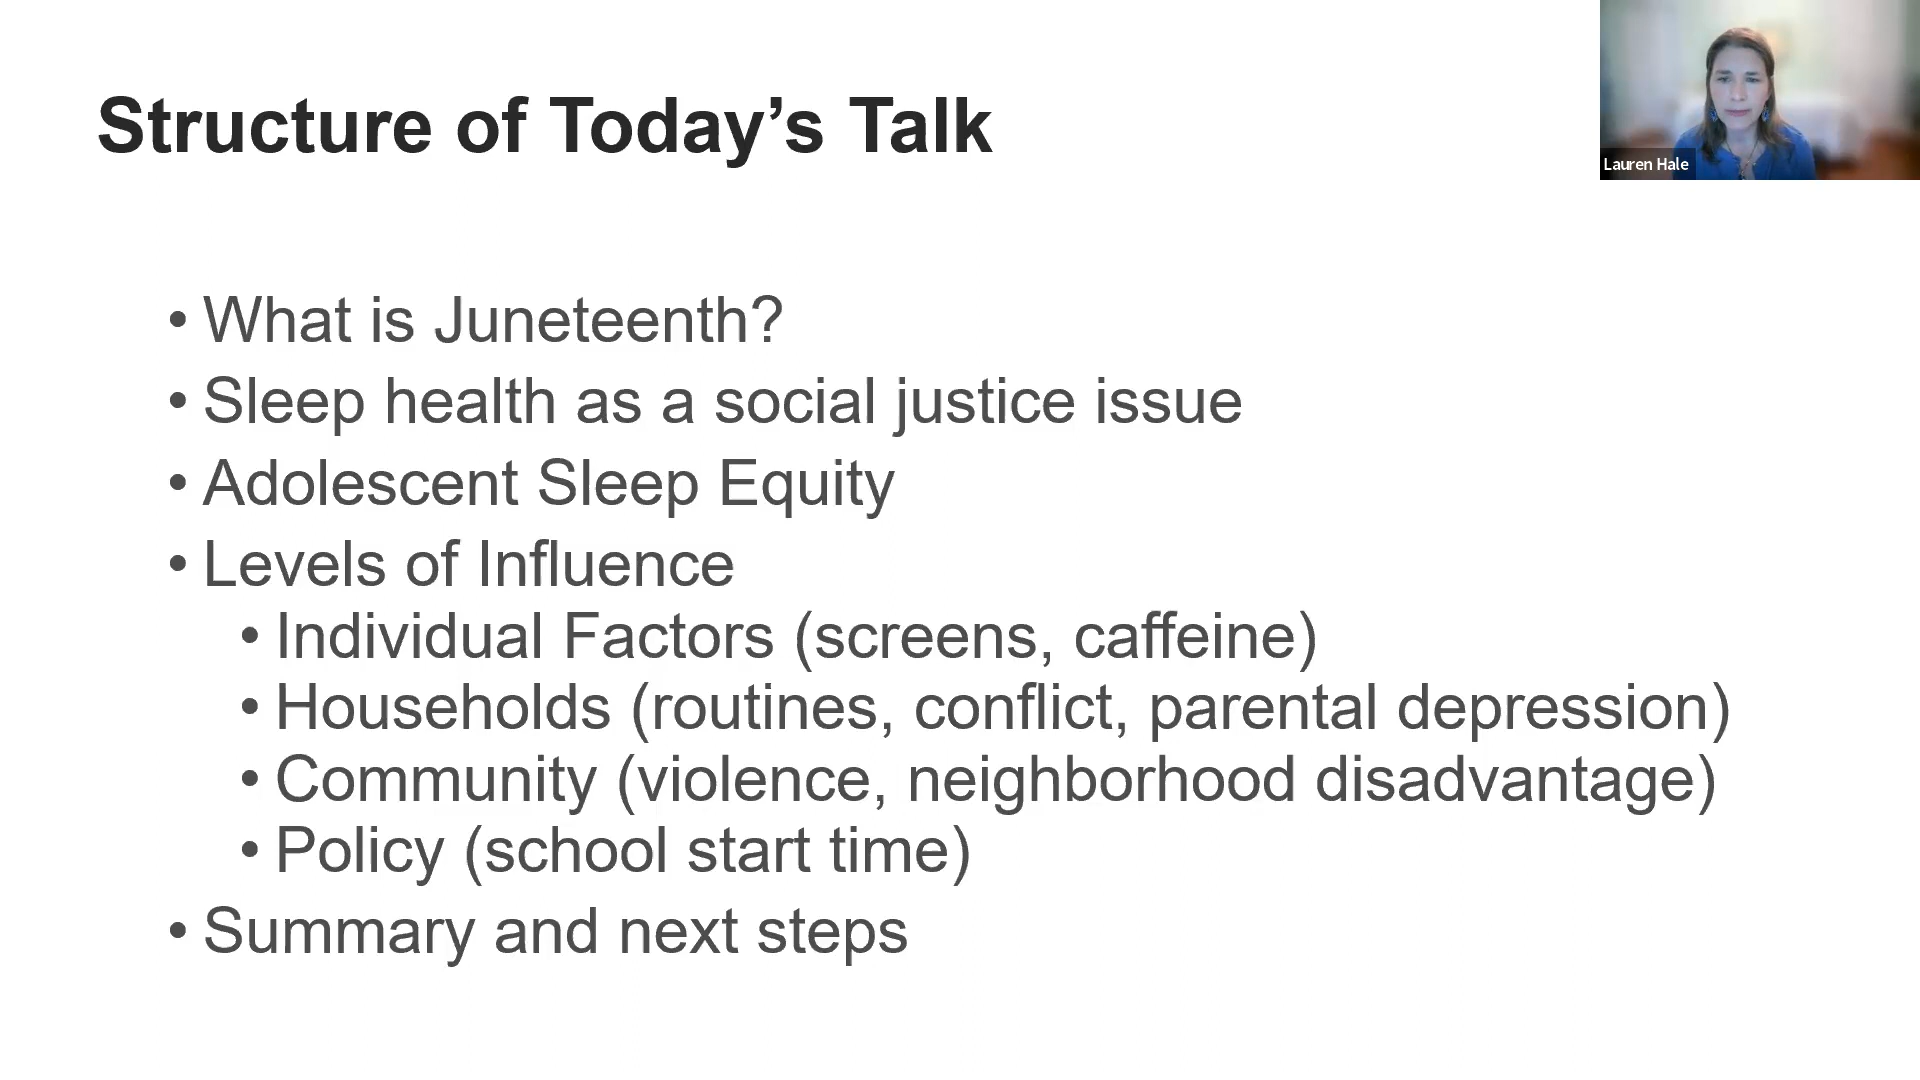 Structure of Today’s Talk
Lauren Hale
• What is Juneteenth?
• Sleep health as a social justice issue
• Adolescent Sleep Equity
• Levels of Influence
• Individual Factors (screens, caffeine)
• Households (routines, conflict, parental depression)
• Community (violence, neighborhood disadvantage)
• Policy (school start time)
• Summary and next steps